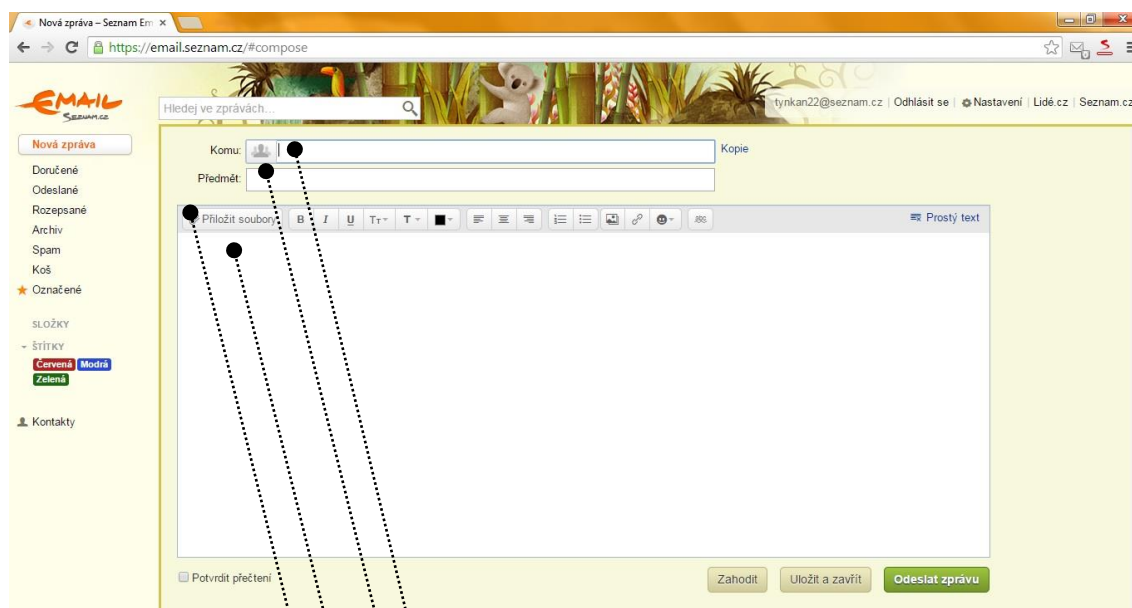 Nová zpráva – Seznam Em
https://email.seznam.cz/#compose
EMAIL
SEZNAM.CZ
Hledej ve zprávách...
tynkan22@seznam.cz | Odhlásit se | Nastavení | Lidé.cz | Seznam.cz
Nová zpráva
Komu:
Kopie
Doručené
Předmět:
Odeslané
Rozepsané
Přiložit soubory
B I U TT T
Prostý text
Archiv
Spam
Koš
Označené
SLOŽKY
ŠTÍTKY
Červená Modrá
Zelená
Kontakty
Potvrdit přečtení
Zahodit
Uložit a zavřít
Odeslat zprávu